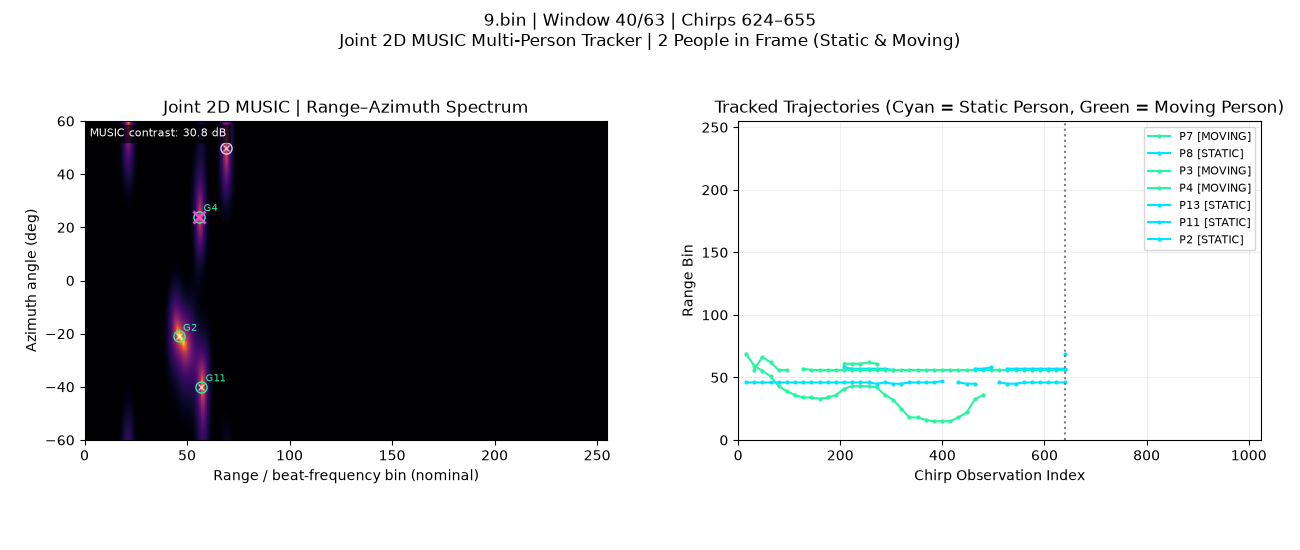 9.bin | Window 40/63 | Chirps 624–655
Joint 2D MUSIC Multi-Person Tracker | 2 People in Frame (Static & Moving)
Joint 2D MUSIC | Range–Azimuth Spectrum
MUSIC contrast: 30.8 dB
G4
G2
G11
60
40
20
0
−20
−40
−60
Azimuth angle (deg)
0
50
100
150
200
250
Range / beat-frequency bin (nominal)
Tracked Trajectories (Cyan = Static Person, Green = Moving Person)
P7 [MOVING]
P8 [STATIC]
P3 [MOVING]
P4 [MOVING]
P13 [STATIC]
P11 [STATIC]
P2 [STATIC]
250
200
150
100
50
0
Range Bin
0
200
400
600
800
1000
Chirp Observation Index